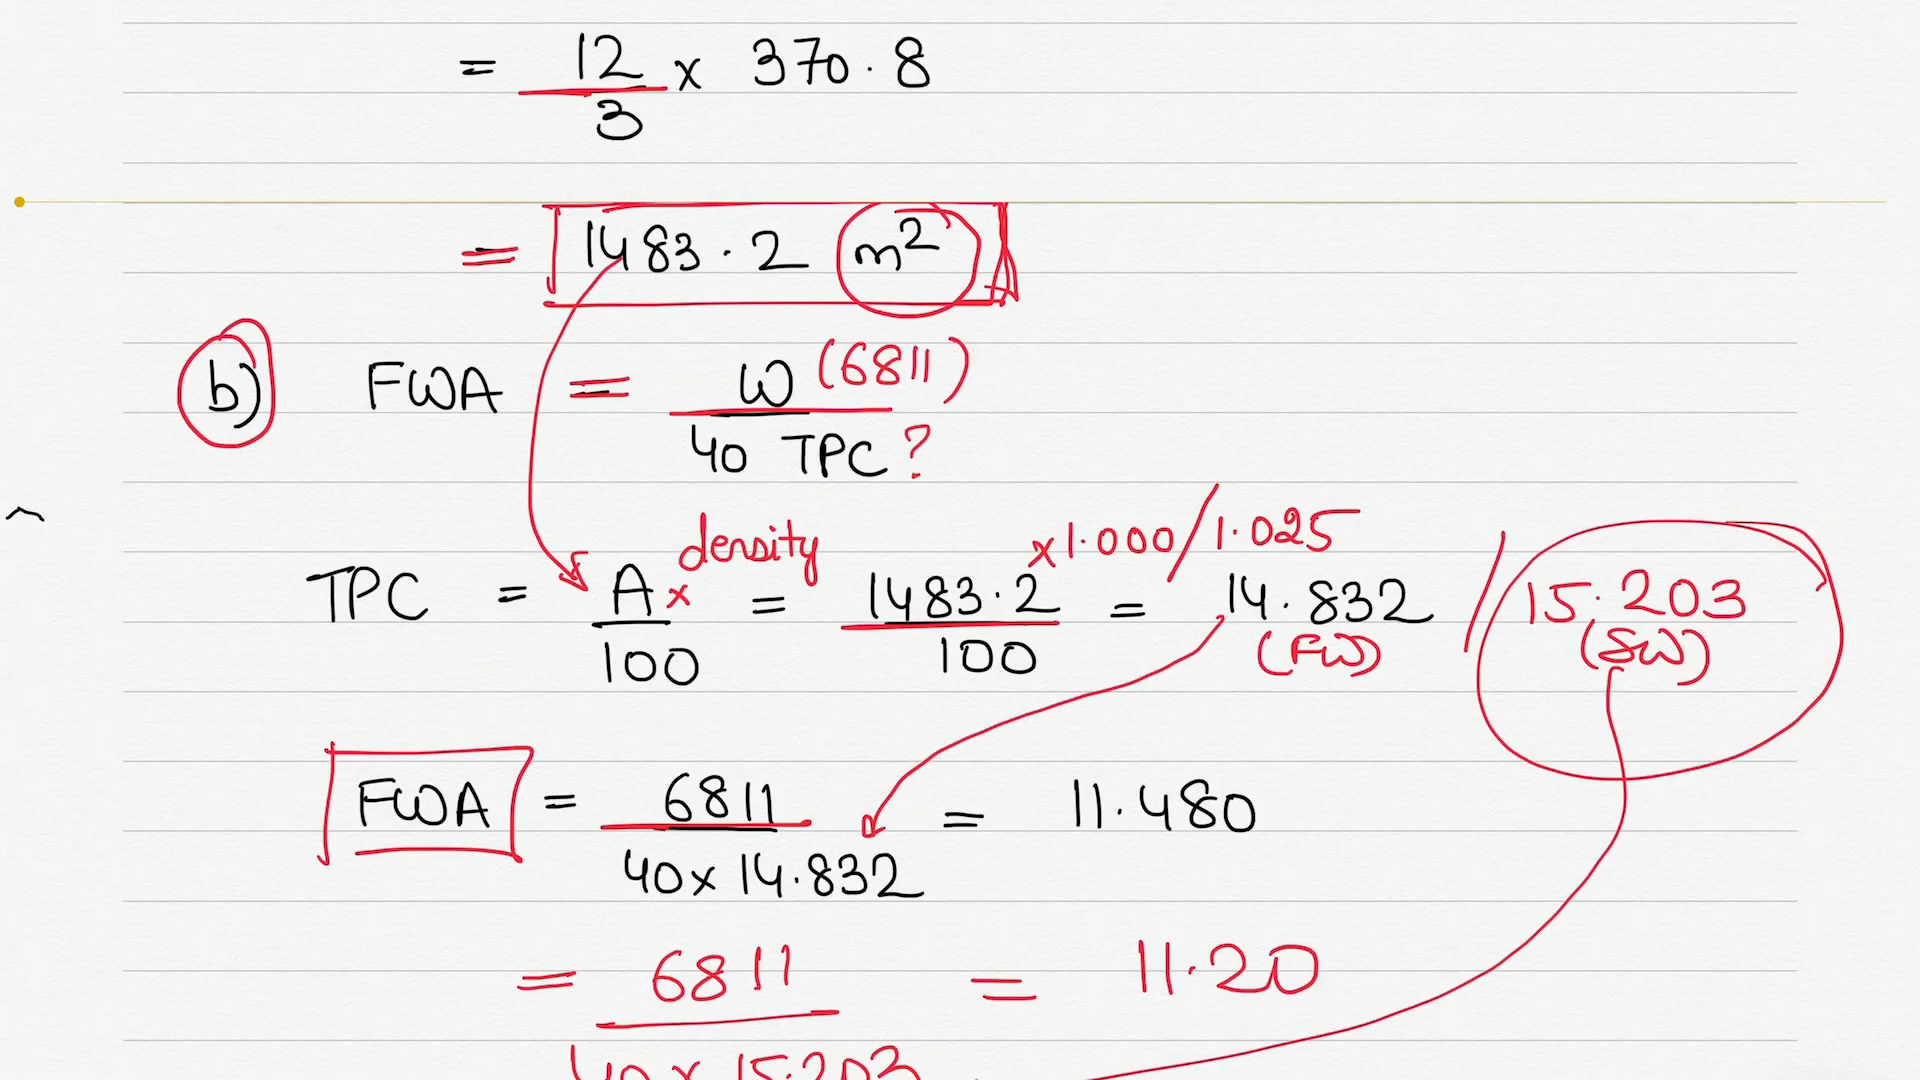 = 12/3 x 370.8
= 1483.2 m²
b) FWA = W (6811) / 40 TPC ?
TPC = A x density / 100 = 1483.2 x 1.000 / 1.025 / 100 = 14.832 (FW) / 15.203 (SW)
FWA = 6811 / 40 x 14.832 = 11.480
= 6811 / 40 x 15.203 = 11.20